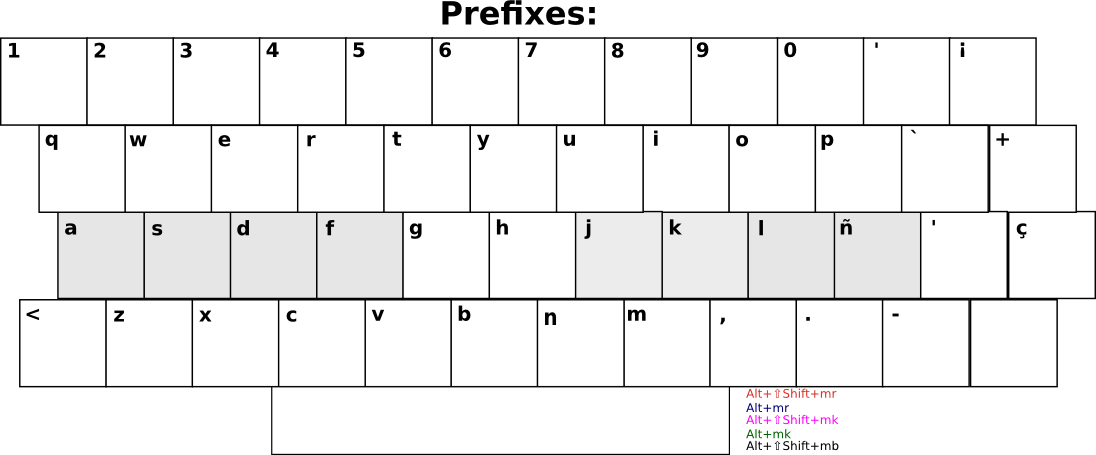 Prefixes:
1 2 3 4 5 6 7 8 9 0 ' ¡
q w e r t y u i o p ` +
a s d f g h j k l ñ ' ç
< z x c v b n m , . -
Alt+⇧Shift+mr
Alt+mr
Alt+⇧Shift+mk
Alt+mk
Alt+⇧Shift+mb